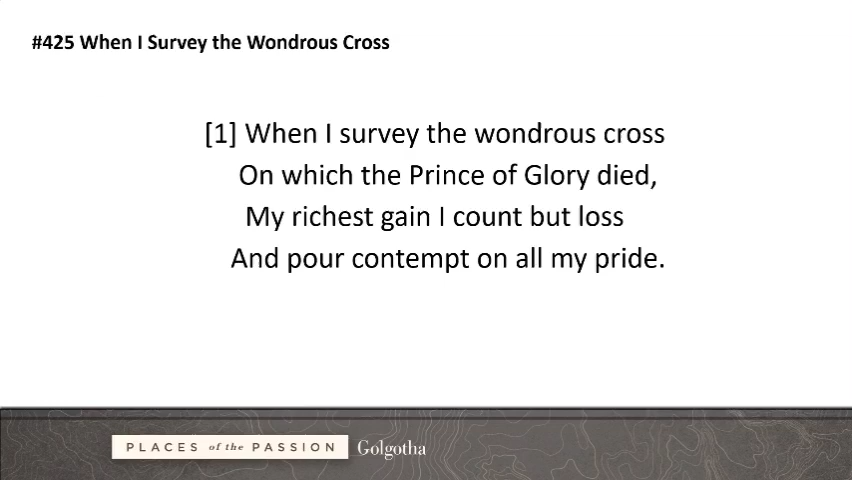 #425 When I Survey the Wondrous Cross
[1] When I survey the wondrous cross
On which the Prince of Glory died,
My richest gain I count but loss
And pour contempt on all my pride.
PLACES of the PASSION Golgotha